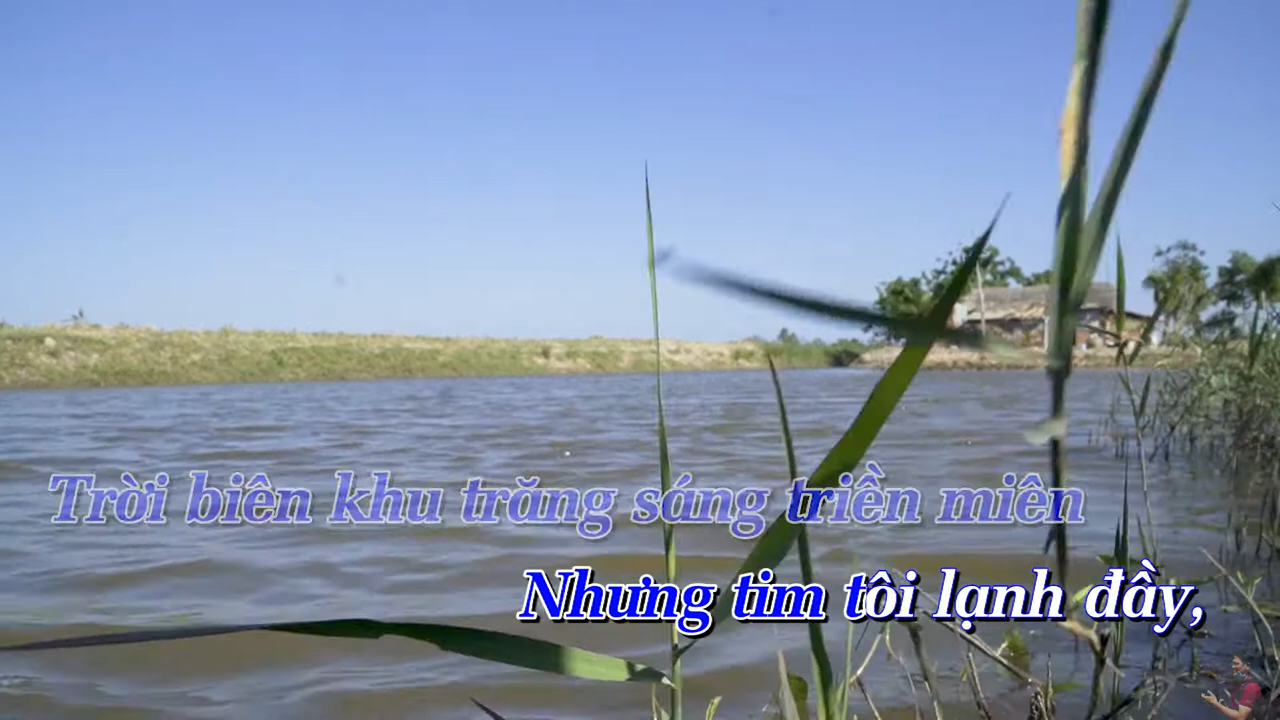 Trời biên khu trăng sáng triền miên
Nhưng tim tôi lạnh đầy,